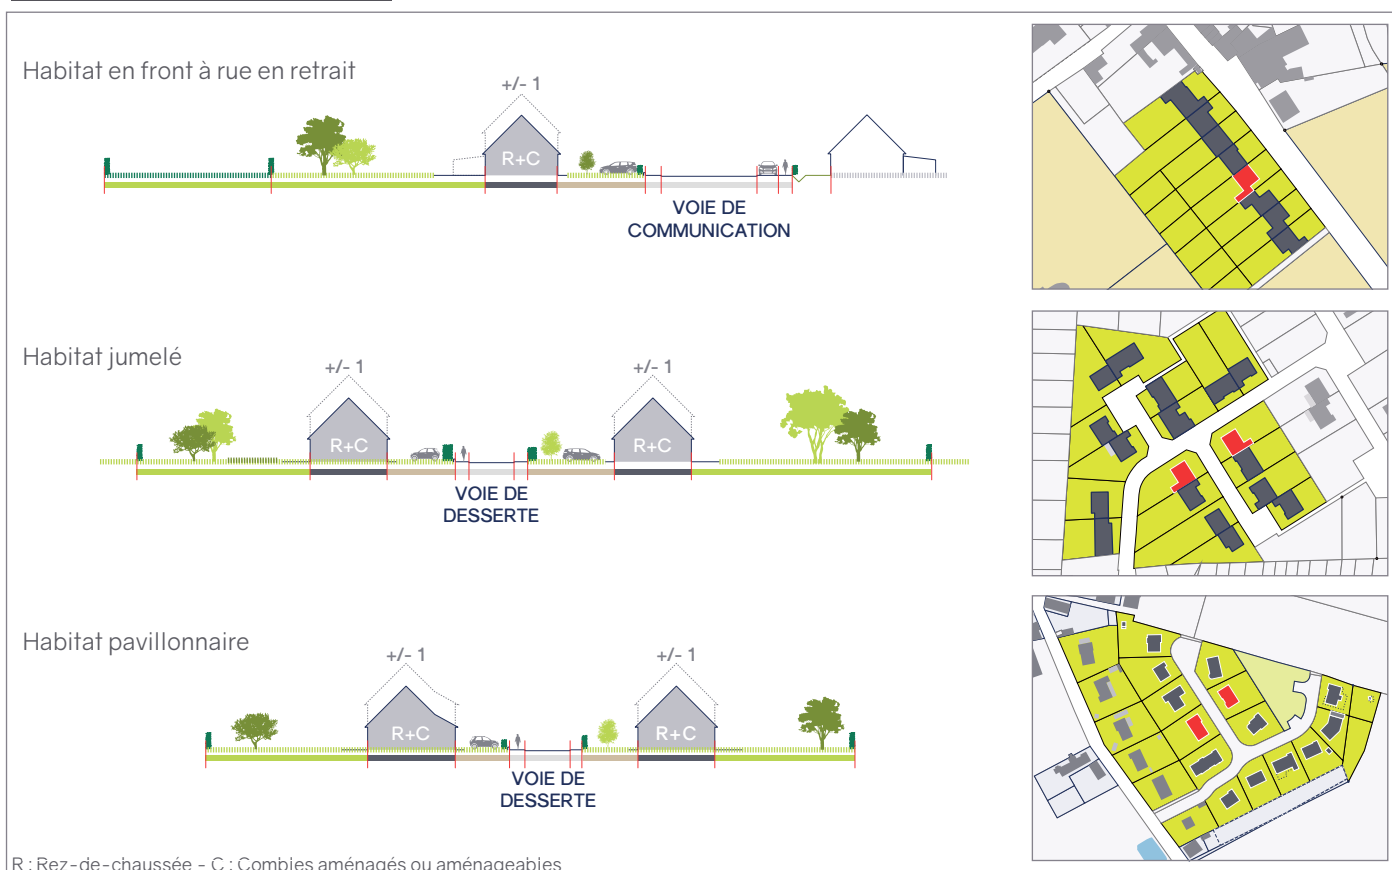 Habitat en front à rue en retrait
+/- 1
R+C
VOIE DE
COMMUNICATION
Habitat jumelé
+/- 1
+/- 1
R+C
R+C
VOIE DE
DESSERTE
Habitat pavillonnaire
+/- 1
+/- 1
R+C
R+C
VOIE DE
DESSERTE
R : Rez-de-chaussée - C : Combles aménagés ou aménageables